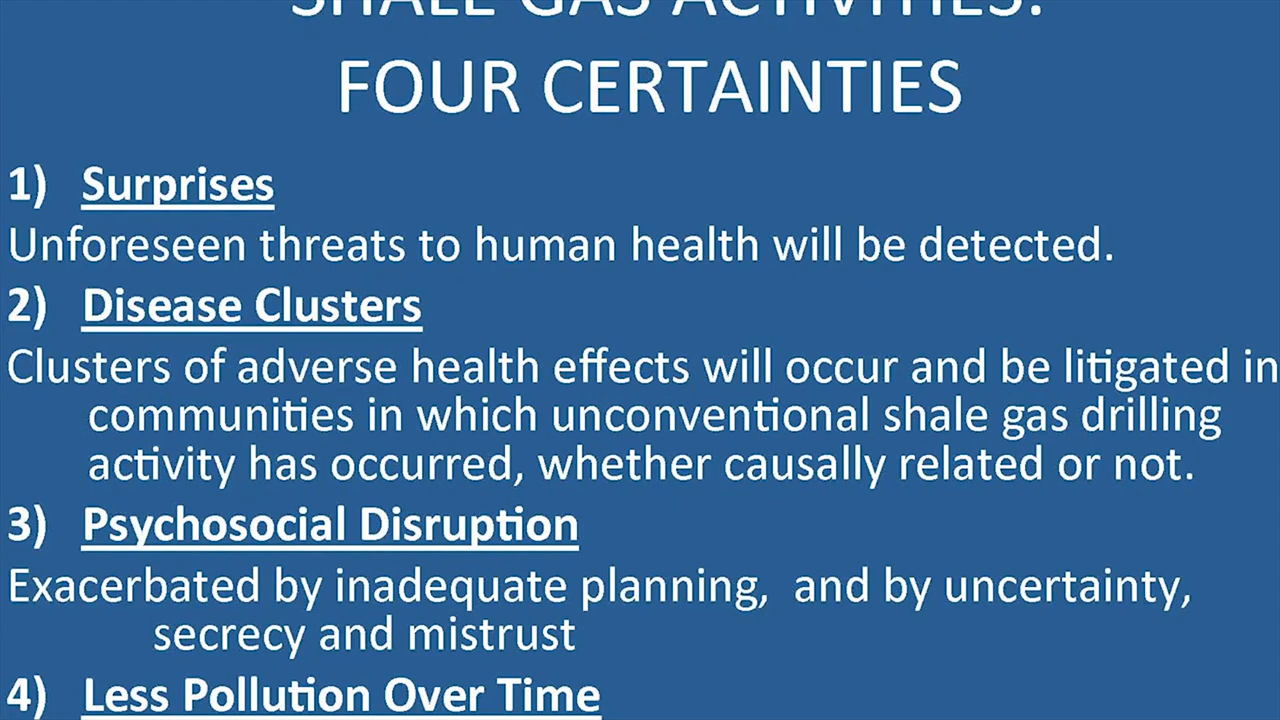 SHALE GAS ACTIVITIES:
FOUR CERTAINTIES
1) Surprises
Unforeseen threats to human health will be detected.
2) Disease Clusters
Clusters of adverse health effects will occur and be litigated in
communities in which unconventional shale gas drilling
activity has occurred, whether causally related or not.
3) Psychosocial Disruption
Exacerbated by inadequate planning, and by uncertainty,
secrecy and mistrust
4) Less Pollution Over Time